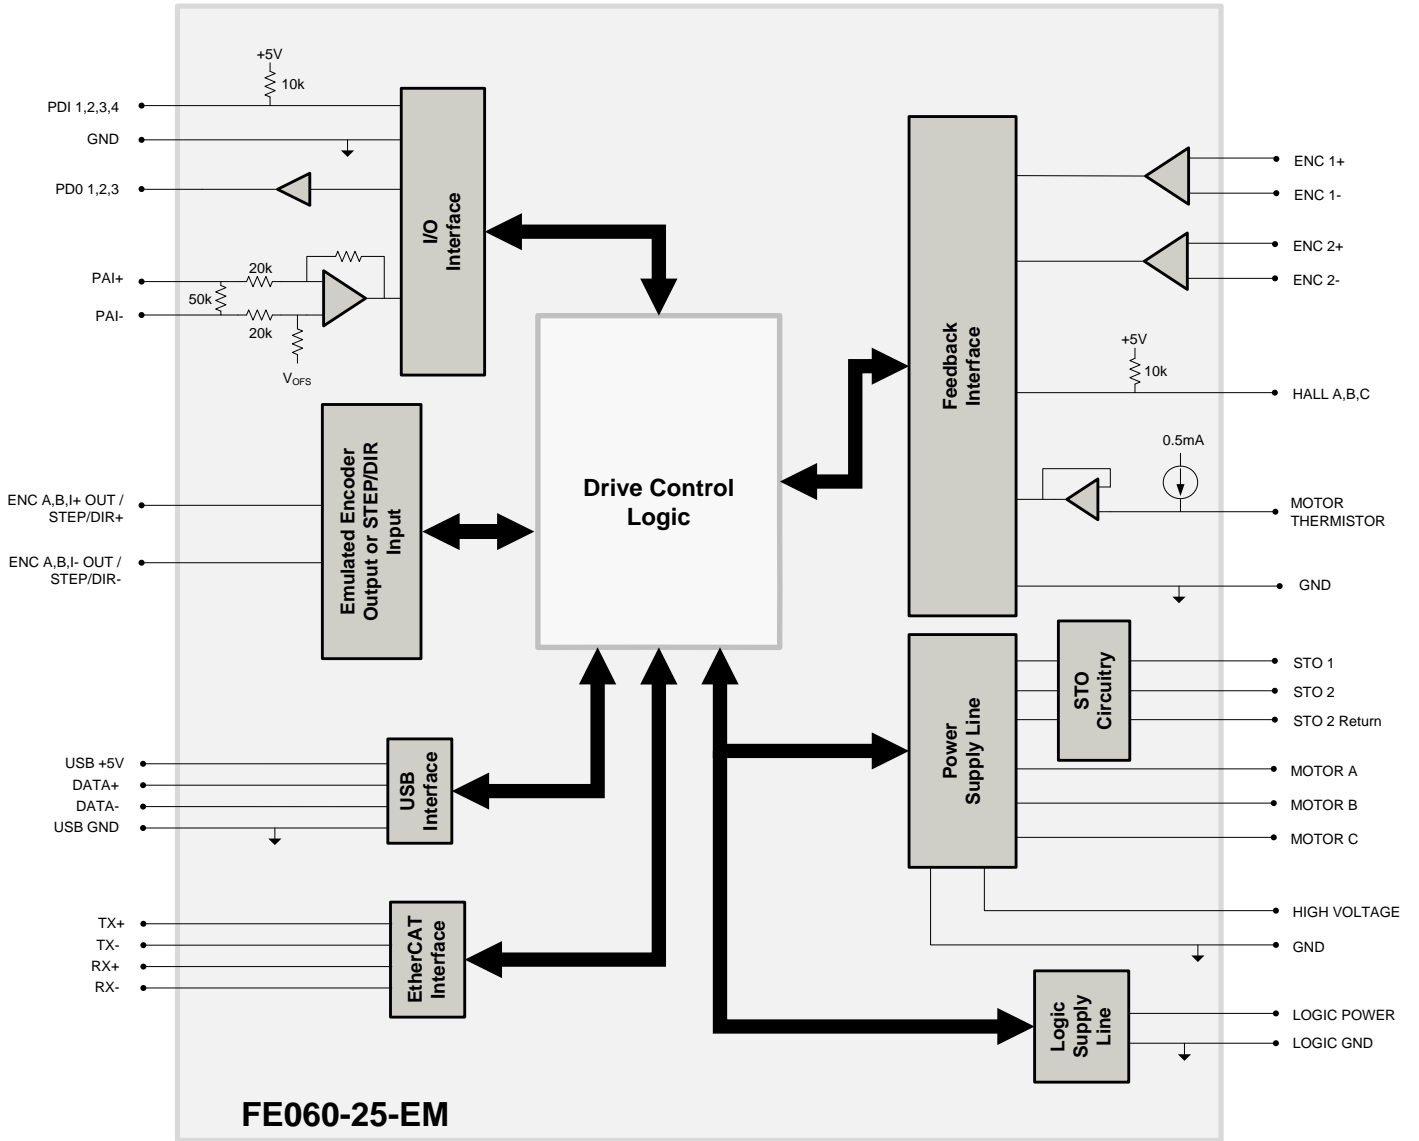 +5V
10k
PDI 1,2,3,4
GND
PD0 1,2,3
PAI+
PAI-
50k
20k
20k
VOFS
I/O
Interface
ENC A,B,I+ OUT /
STEP/DIR+
ENC A,B,I- OUT /
STEP/DIR-
Emulated Encoder
Output or STEP/DIR
Input
USB +5V
DATA+
DATA-
USB GND
USB
Interface
TX+
TX-
RX+
RX-
EtherCAT
Interface
Drive Control
Logic
Feedback
Interface
ENC 1+
ENC 1-
ENC 2+
ENC 2-
+5V
10k
HALL A,B,C
0.5mA
MOTOR
THERMISTOR
GND
Power
Supply Line
STO
Circuitry
STO 1
STO 2
STO 2 Return
MOTOR A
MOTOR B
MOTOR C
HIGH VOLTAGE
GND
Logic
Supply
Line
LOGIC POWER
LOGIC GND
FE060-25-EM